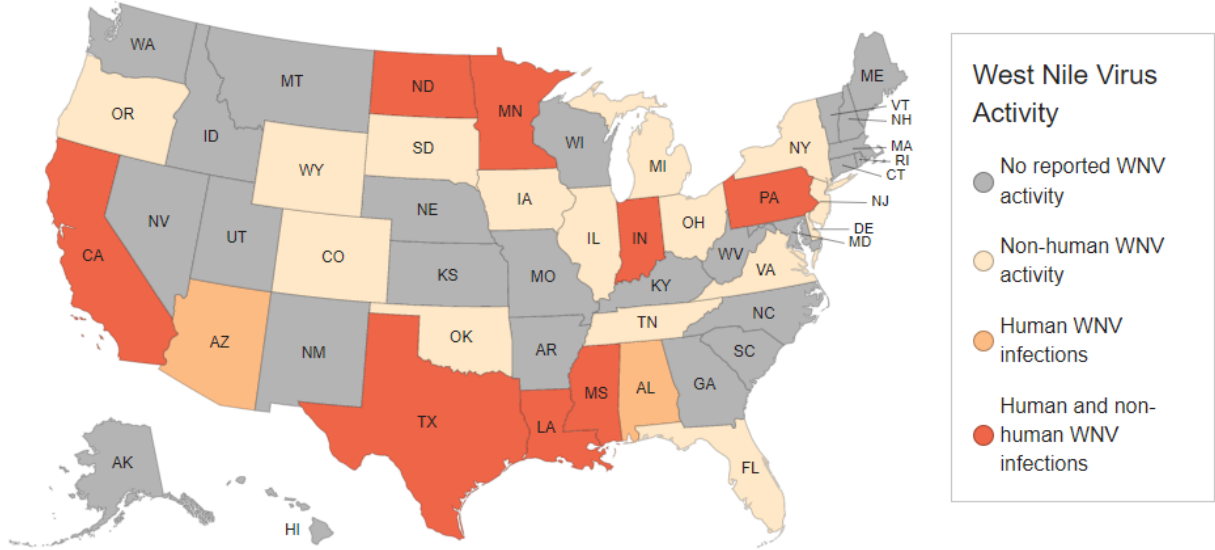 WA
MT
ND
MN
ME
VT
NH
OR
ID
SD
WI
NY
MA
RI
CT
WY
MI
IA
PA
NJ
NE
OH
NV
UT
IL
IN
DE
MD
CA
CO
WV
VA
KS
MO
KY
AZ
NM
OK
TN
NC
AR
SC
MS
AL
GA
TX
LA
AK
FL
HI
West Nile Virus
Activity
No reported WNV
activity
Non-human WNV
activity
Human WNV
infections
Human and non-
human WNV
infections